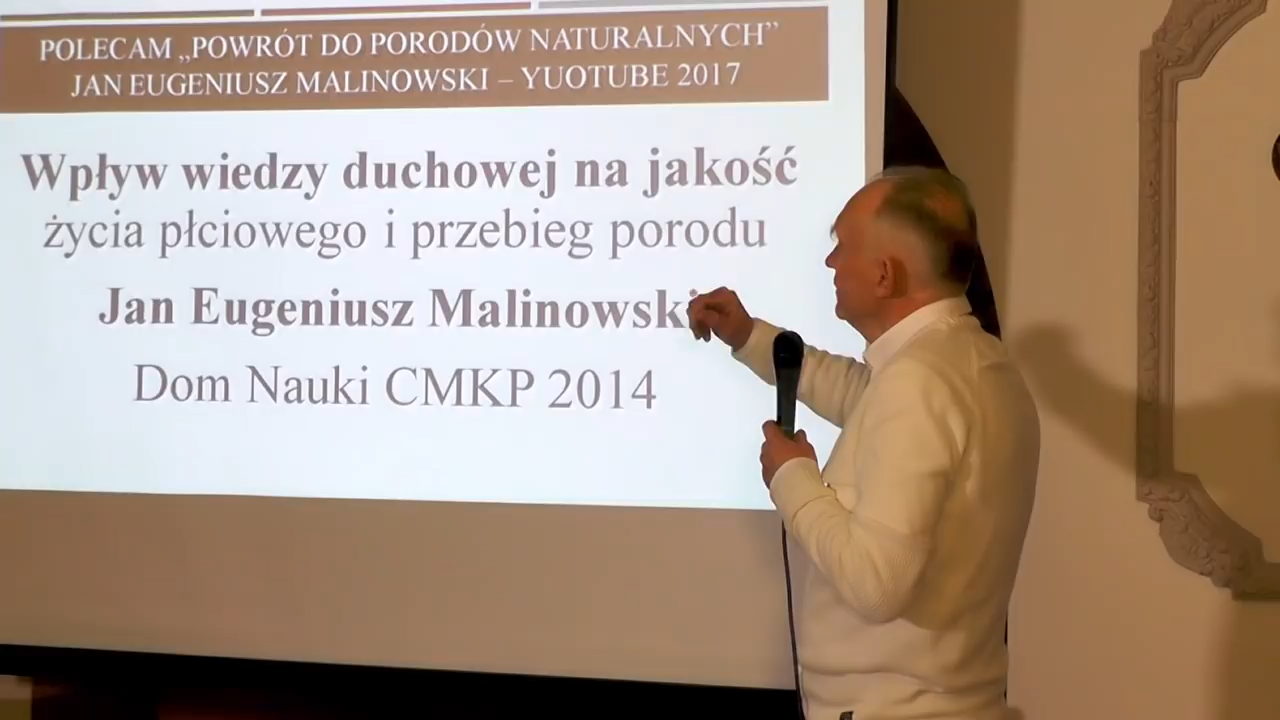 POLECAM „POWRÓT DO PORODÓW NATURALNYCH”
JAN EUGENIUSZ MALINOWSKI – YUOTUBE 2017
Wpływ wiedzy duchowej na jakość
życia płciowego i przebieg porodu
Jan Eugeniusz Malinowski
Dom Nauki CMKP 2014